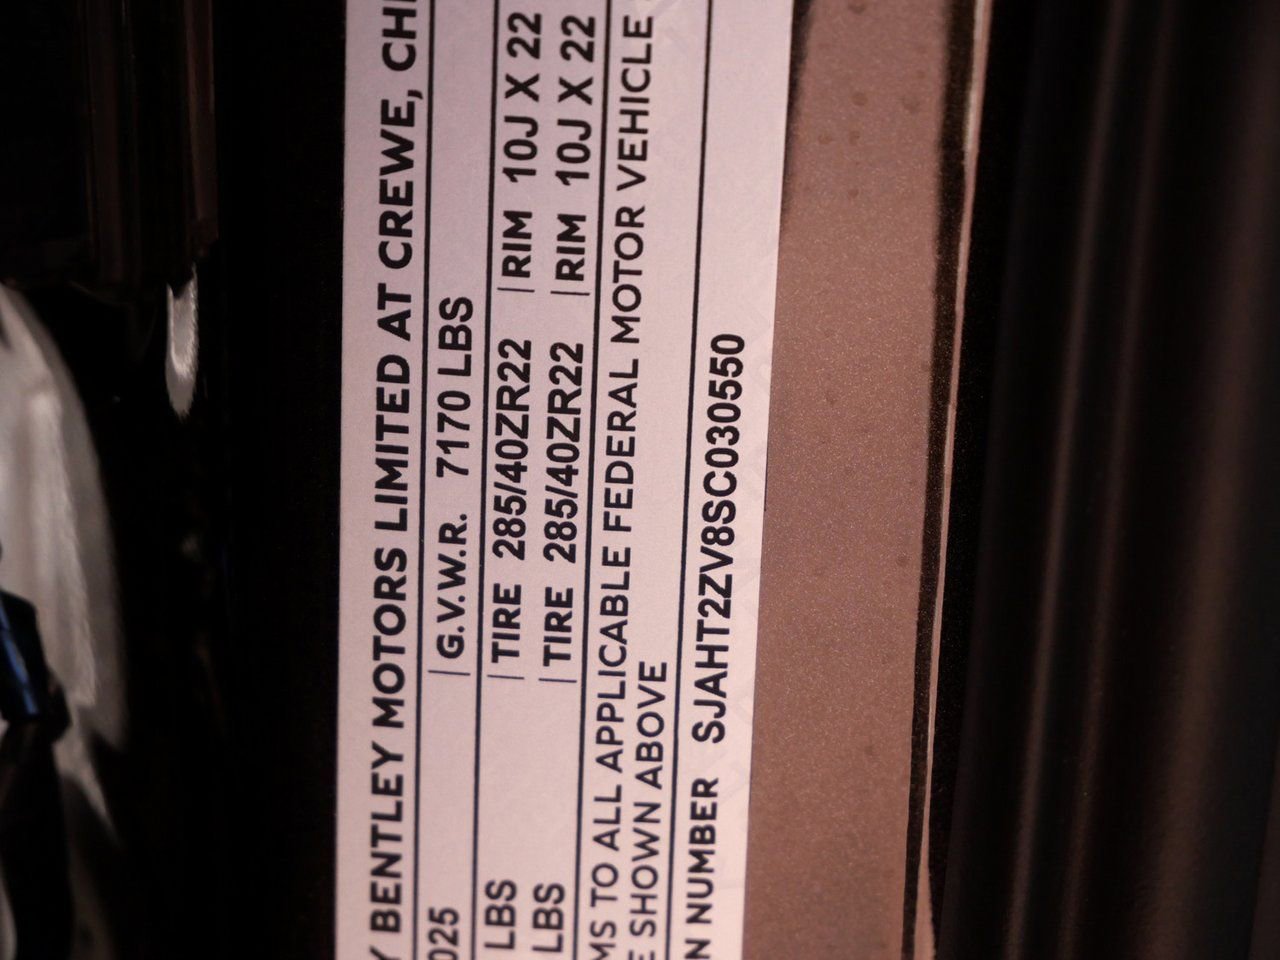 Y BENTLEY MOTORS LIMITED AT CREWE, CH
025 G.V.W.R. 7170 LBS
LBS TIRE 285/40ZR22 RIM 10J X 22
LBS TIRE 285/40ZR22 RIM 10J X 22
MS TO ALL APPLICABLE FEDERAL MOTOR VEHICLE
E SHOWN ABOVE
N NUMBER SJAHT2ZV8SC030550